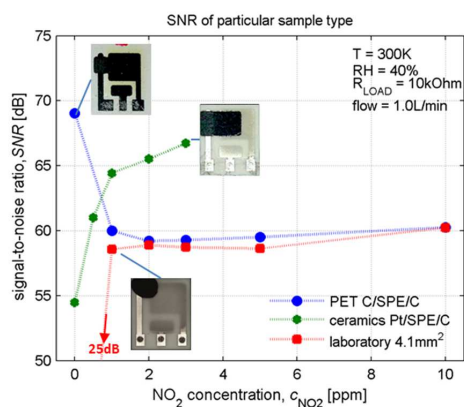 SNR of particular sample type
signal-to-noise ratio, SNR [dB]
75
70
65
60
55
50
T = 300K
RH = 40%
R_LOAD = 10kOhm
flow = 1.0L/min
25dB
PET C/SPE/C
ceramics Pt/SPE/C
laboratory 4.1mm²
0 2 4 6 8 10
NO₂ concentration, c_NO2 [ppm]